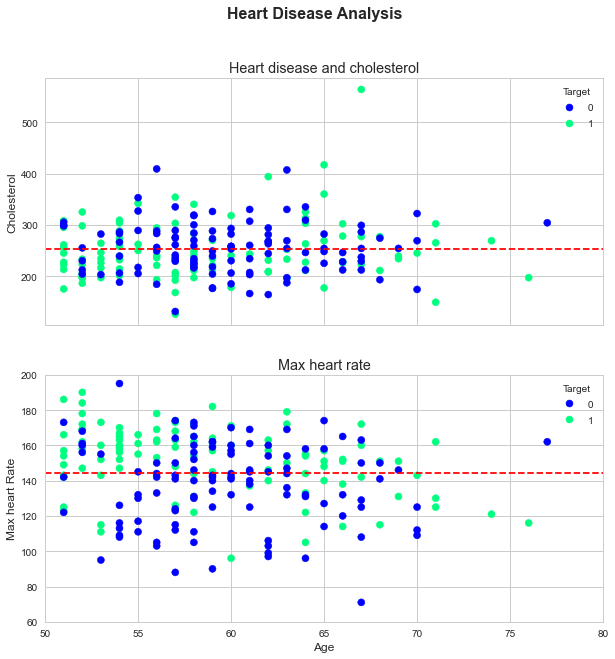 Heart Disease Analysis
Heart disease and cholesterol
Target
0
1
500
400
300
200
Cholesterol
Max heart rate
Target
0
1
200
180
160
140
120
100
80
60
Max heart Rate
50 55 60 65 70 75 80
Age